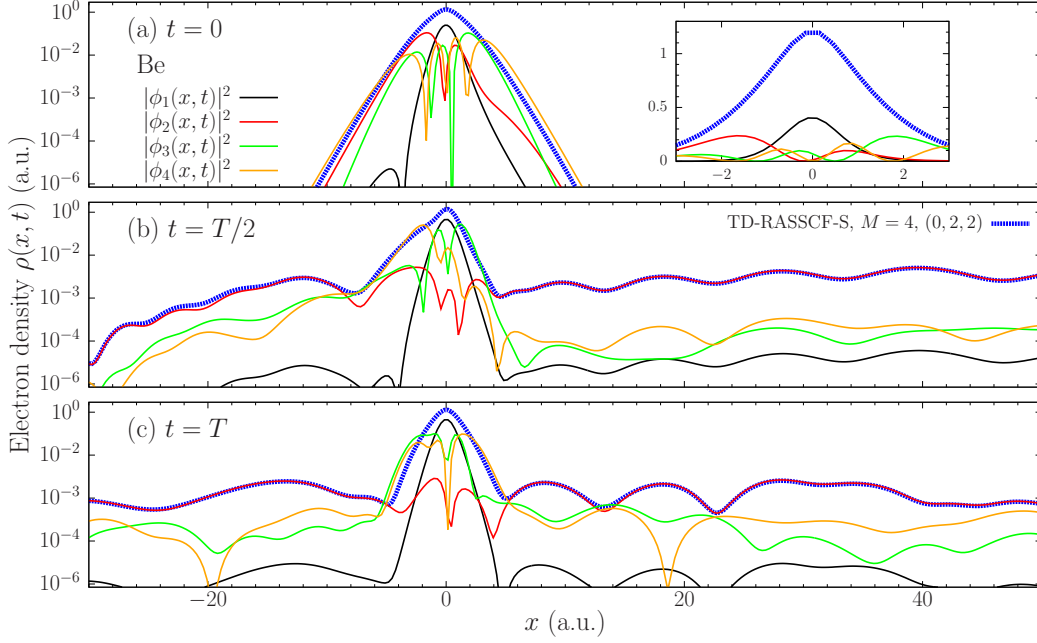 Electron density ρ(x, t) (a.u.)
(a) t = 0
Be
|ϕ₁(x, t)|²
|ϕ₂(x, t)|²
|ϕ₃(x, t)|²
|ϕ₄(x, t)|²
10⁰
10⁻²
10⁻³
10⁻⁴
10⁻⁶
1
0.5
0
−2
0
2
(b) t = T/2
TD-RASSCF-S, M = 4, (0, 2, 2)
10⁰
10⁻²
10⁻³
10⁻⁴
10⁻⁶
(c) t = T
10⁰
10⁻²
10⁻³
10⁻⁴
10⁻⁶
−20
0
20
40
x (a.u.)